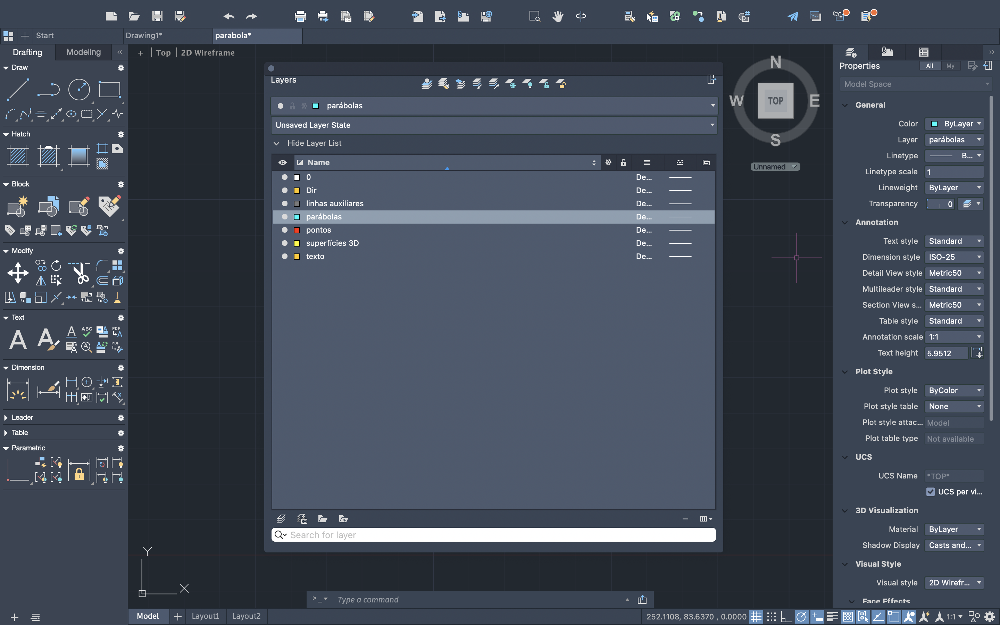 Start
Drawing1*
parabola*
Drafting
Modeling
Draw
Hatch
Block
Modify
Text
A
A
A
ABC
A
PDF
A
A
A
A
PDF
Dimension
Leader
Table
Parametric
+ | Top | 2D Wireframe
Layers
parábolas
Unsaved Layer State
Hide Layer List
Name
0 De...
Dir De...
linhas auxiliares De...
parábolas De...
pontos De...
superfícies 3D De...
texto De...
Search for layer
N
W
TOP
E
S
Unnamed
Y
X
>_ Type a command
Model
Layout1
Layout2
252.1108, 83.6370 , 0.0000
1:1
Properties
All
My
Model Space
General
Color ByLayer
Layer parábolas
Linetype B...
Linetype scale 1
Lineweight ByLayer
Transparency 0
Annotation
Text style Standard
Dimension style ISO-25
Detail View style Metric50
Multileader style Standard
Section View s... Metric50
Table style Standard
Annotation scale 1:1
Text height 5.9512
Plot Style
Plot style ByColor
Plot style table None
Plot style attac... Model
Plot table type Not available
UCS
UCS Name *TOP*
UCS per vi...
3D Visualization
Material ByLayer
Shadow Display Casts and...
Visual Style
Visual style 2D Wirefr...
Face Effects